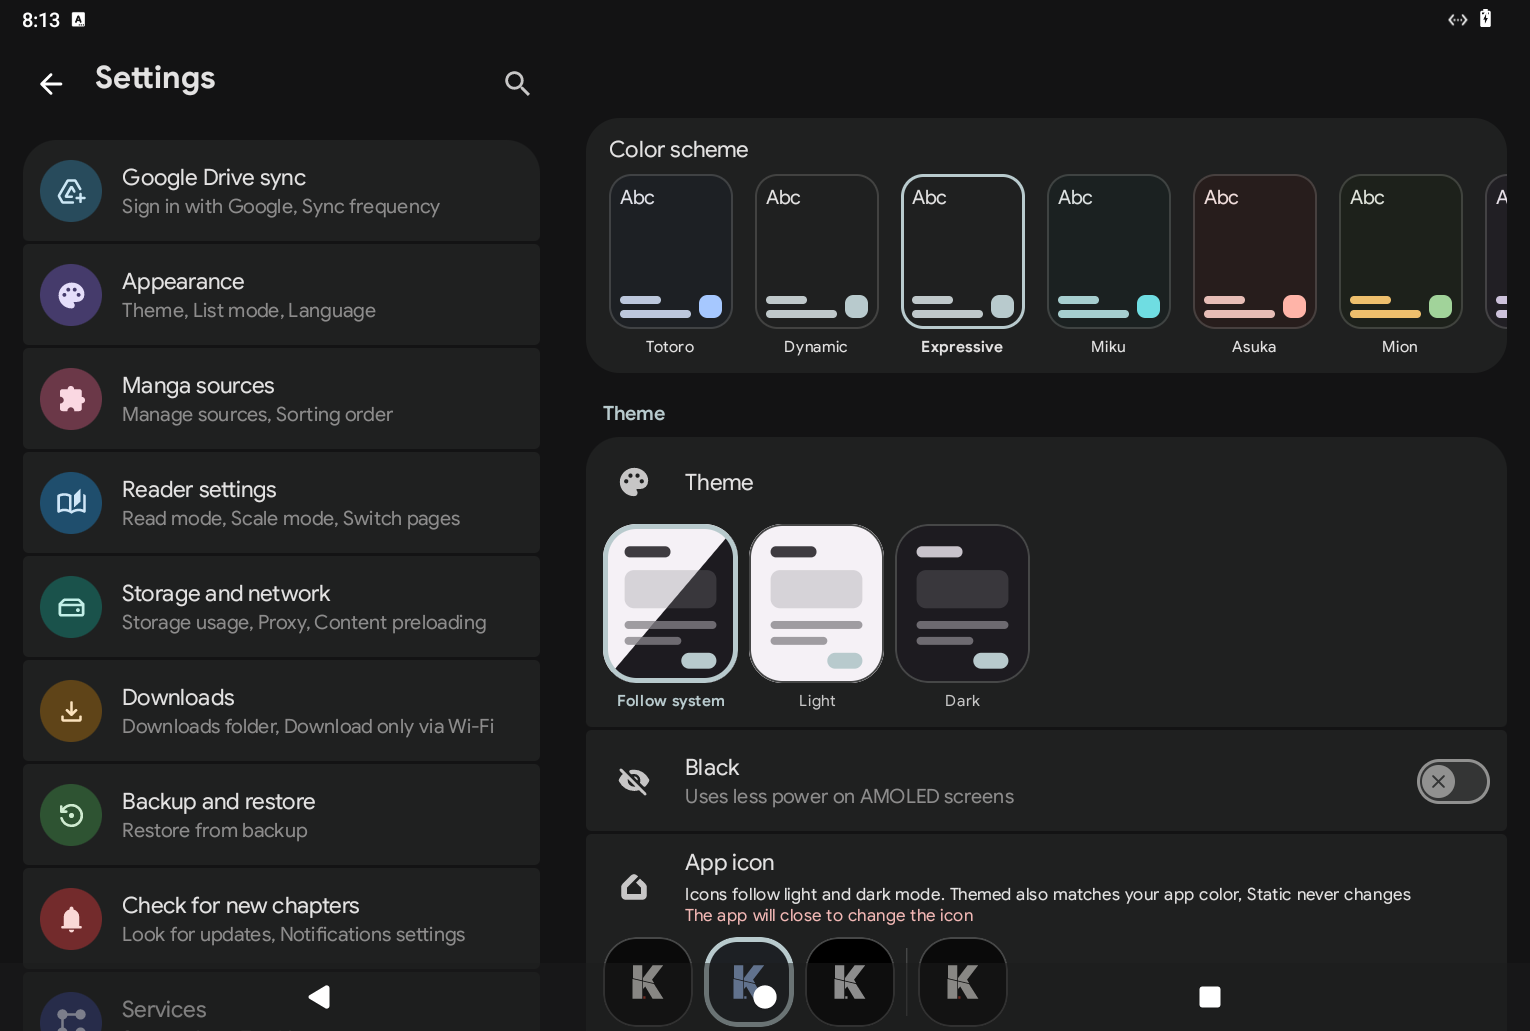 8:13
Settings
Google Drive sync
Sign in with Google, Sync frequency
Appearance
Theme, List mode, Language
Manga sources
Manage sources, Sorting order
Reader settings
Read mode, Scale mode, Switch pages
Storage and network
Storage usage, Proxy, Content preloading
Downloads
Downloads folder, Download only via Wi-Fi
Backup and restore
Restore from backup
Check for new chapters
Look for updates, Notifications settings
Services
Color scheme
Abc Abc Abc Abc Abc Abc A
Totoro Dynamic Expressive Miku Asuka Mion
Theme
Theme
Follow system Light Dark
Black
Uses less power on AMOLED screens
App icon
Icons follow light and dark mode. Themed also matches your app color, Static never changes
The app will close to change the icon
K K K K